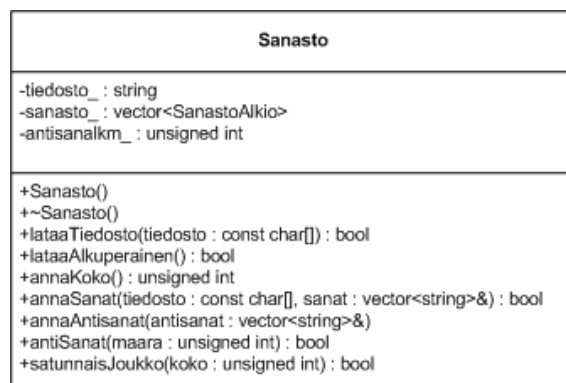 Sanasto
-tiedosto_ : string
-sanasto_ : vector<SanastoAlkio>
-antisanalkm_ : unsigned int
+Sanasto()
+~Sanasto()
+lataaTiedosto(tiedosto : const char[]) : bool
+lataaAlkuperainen() : bool
+annaKoko() : unsigned int
+annaSanat(tiedosto : const char[], sanat : vector<string>&) : bool
+annaAntisanat(antisanat : vector<string>&)
+antiSanat(maara : unsigned int) : bool
+satunnaisJoukko(koko : unsigned int) : bool